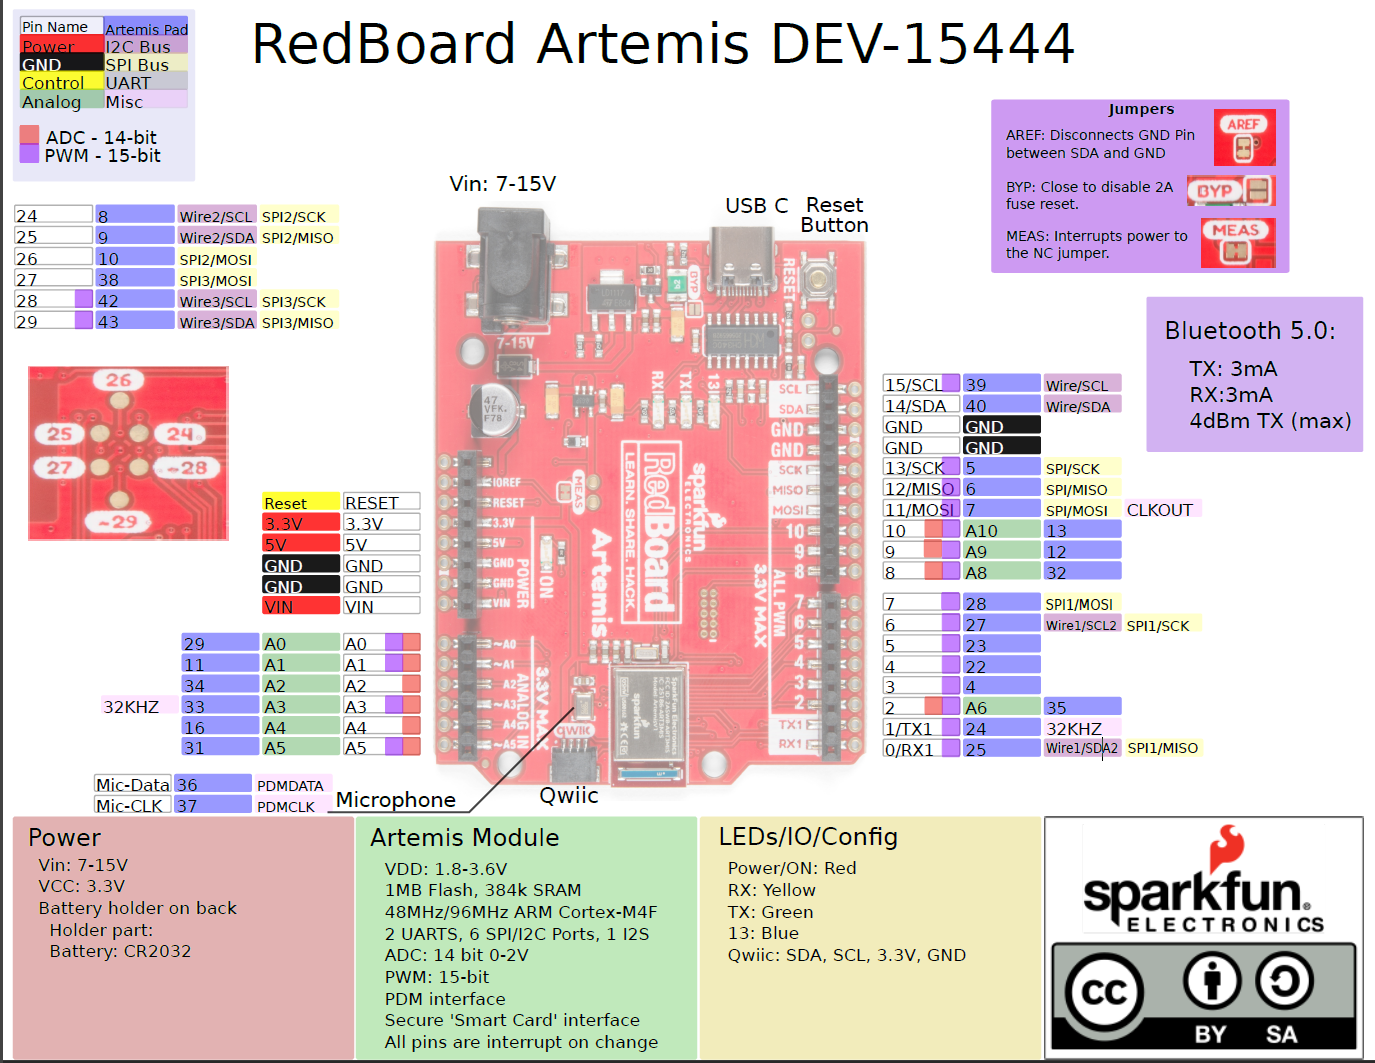 RedBoard Artemis DEV-15444
Pin Name Artemis Pad
Power I2C Bus
GND SPI Bus
Control UART
Analog Misc
ADC - 14-bit
PWM - 15-bit
24 8 Wire2/SCL SPI2/SCK
25 9 Wire2/SDA SPI2/MISO
26 10 SPI2/MOSI
27 38 SPI3/MOSI
28 42 Wire3/SCL SPI3/SCK
29 43 Wire3/SDA SPI3/MISO
26
25 24
27 ~28
~29
Reset RESET
3.3V 3.3V
5V 5V
GND GND
GND GND
VIN VIN
29 A0 A0
11 A1 A1
34 A2 A2
32KHZ 33 A3 A3
16 A4 A4
31 A5 A5
Mic-Data 36 PDMDATA
Mic-CLK 37 PDMCLK
Microphone
Vin: 7-15V
USB C
Reset
Button
Qwiic
7-15V
47
VFK.
F78
BYP
RESET
RX
TX
13
SCL
SDA
GND
GND
SCK
MISO
MOSI
10
9
8
7
6
5
4
3
2
TX1
RX1
IOREF
RESET
3.3V
5V
GND
GND
VIN
POWER
ON
MEAS
~A0
~A1
A2
~A3
A4
~A5
ANALOG IN
3.3V MAX
ALL PWM
3.3V MAX
RedBoard
LEARN. SHARE. HACK.
sparkfun
ELECTRONICS
Artemis
qwiic
SparkFun Electronics
sparkfun
Jumpers
AREF: Disconnects GND Pin
between SDA and GND
AREF
BYP: Close to disable 2A
fuse reset.
BYP
MEAS: Interrupts power to
the NC jumper.
MEAS
Bluetooth 5.0:
TX: 3mA
RX:3mA
4dBm TX (max)
15/SCL 39 Wire/SCL
14/SDA 40 Wire/SDA
GND GND
GND GND
13/SCK 5 SPI/SCK
12/MISO 6 SPI/MISO
11/MOSI 7 SPI/MOSI CLKOUT
10 A10 13
9 A9 12
8 A8 32
7 28 SPI1/MOSI
6 27 Wire1/SCL2 SPI1/SCK
5 23
4 22
3 4
2 A6 35
1/TX1 24 32KHZ
0/RX1 25 Wire1/SDA2 SPI1/MISO
Power
Vin: 7-15V
VCC: 3.3V
Battery holder on back
Holder part:
Battery: CR2032
Artemis Module
VDD: 1.8-3.6V
1MB Flash, 384k SRAM
48MHz/96MHz ARM Cortex-M4F
2 UARTS, 6 SPI/I2C Ports, 1 I2S
ADC: 14 bit 0-2V
PWM: 15-bit
PDM interface
Secure 'Smart Card' interface
All pins are interrupt on change
LEDs/IO/Config
Power/ON: Red
RX: Yellow
TX: Green
13: Blue
Qwiic: SDA, SCL, 3.3V, GND
sparkfun
ELECTRONICS
cc
BY SA